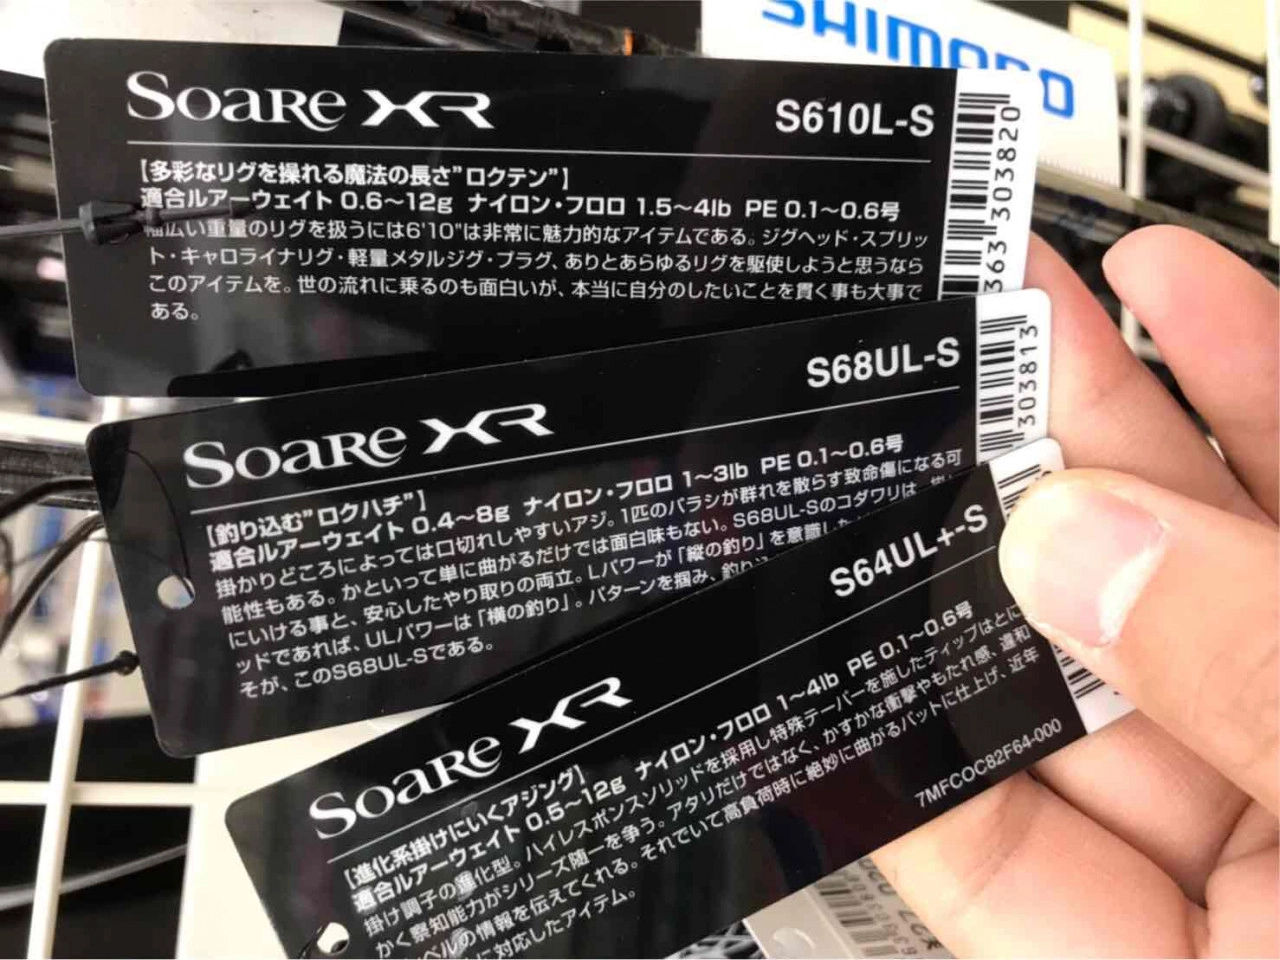 SHIMANO
Soare XR
S610L-S
【多彩なリグを操れる魔法の長さ"ロクテン"】
適合ルアーウェイト 0.6〜12g ナイロン・フロロ 1.5〜4lb PE 0.1〜0.6号
幅広い重量のリグを扱うには6'10"は非常に魅力的なアイテムである。ジグヘッド・スプリッ
ト・キャロライナリグ・軽量メタルジグ・プラグ、ありとあらゆるリグを駆使しようと思うなら
このアイテムを。世の流れに乗るのも面白いが、本当に自分のしたいことを貫く事も大事で
ある。
363 303820
Soare XR
S68UL-S
【釣り込む"ロクハチ"】
適合ルアーウェイト 0.4〜8g ナイロン・フロロ 1〜3lb PE 0.1〜0.6号
掛かりどころによっては口切れしやすいアジ。1匹のバラシが群れを散らす致命傷になる可
能性もある。かといって単に曲がるだけでは面白味もない。S68UL-Sのコダワリは
にいける事と、安心したやり取りの両立。Lパワーが「縦の釣り」を意識し
ッドであれば、ULパワーは「横の釣り」。パターンを掴み、釣り
そが、このS68UL-Sである。
303813
Soare XR
S64UL+-S
【進化系掛けにいくアジング】
適合ルアーウェイト 0.5〜12g ナイロン・フロロ 1〜4lb PE 0.1〜0.6号
掛け調子の進化型。ハイレスポンスソリッドを採用し特殊テーパーを施したティップはとに
かく察知能力がシリーズ随一を争う。アタリだけではなく、かすかな衝撃やもたれ感、違和
ベルの情報を伝えてくれる。それでいて高負荷時に絶妙に曲がるバットに仕上げ、近年
に対応したアイテム。
7MFCOC82F64-000